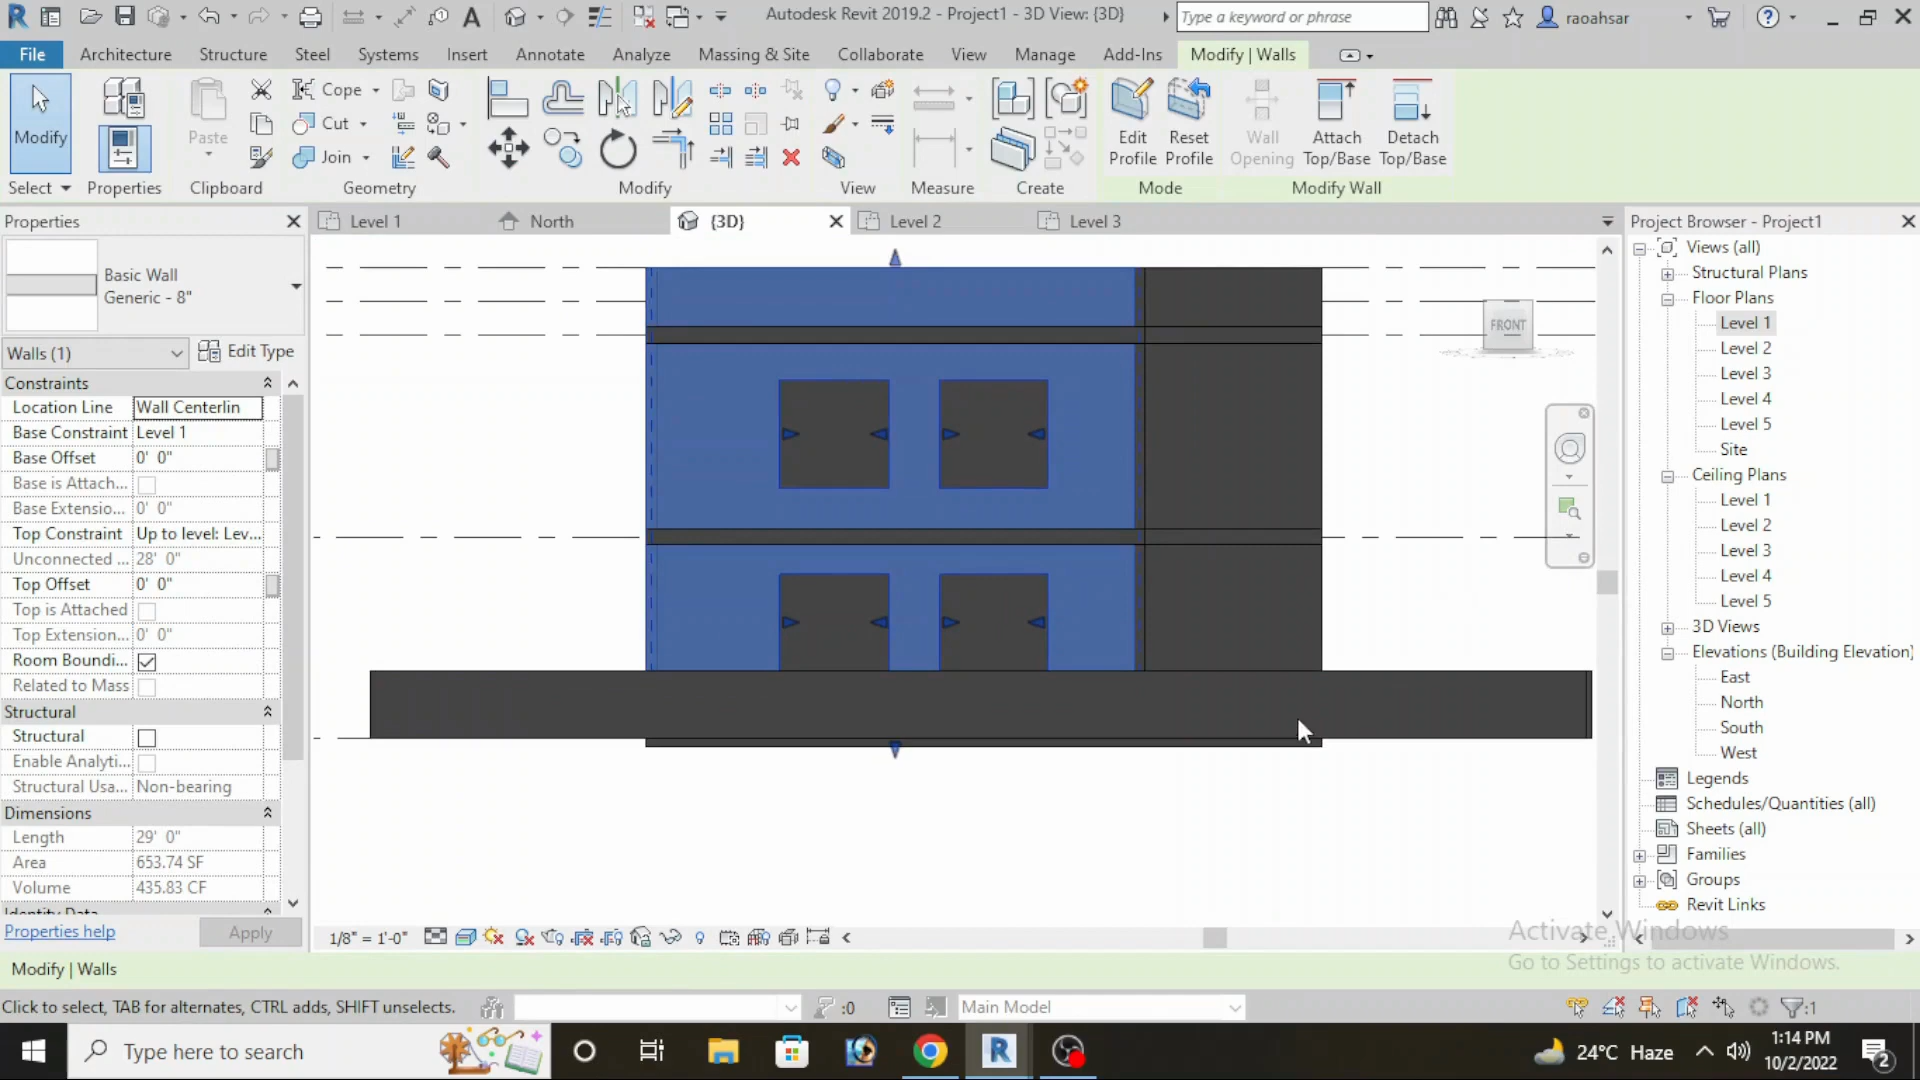 Autodesk Revit 2019.2 - Project1 - 3D View: {3D}
Type a keyword or phrase
raoahsar
File
Architecture
Structure
Steel
Systems
Insert
Annotate
Analyze
Massing & Site
Collaborate
View
Manage
Add-Ins
Modify | Walls
Modify
Paste
Cope
Cut
Join
Edit Profile
Reset Profile
Wall Opening
Attach Top/Base
Detach Top/Base
Select
Properties
Clipboard
Geometry
Modify
View
Measure
Create
Mode
Modify Wall
Properties
Level 1
North
{3D}
Level 2
Level 3
Project Browser - Project1
Basic Wall
Generic - 8"
Walls (1)
Edit Type
Constraints
Location Line Wall Centerlin
Base Constraint Level 1
Base Offset 0' 0"
Base is Attach...
Base Extensio... 0' 0"
Top Constraint Up to level: Lev...
Unconnected ... 28' 0"
Top Offset 0' 0"
Top is Attached
Top Extension... 0' 0"
Room Boundi...
Related to Mass
Structural
Structural
Enable Analyti...
Structural Usa... Non-bearing
Dimensions
Length 29' 0"
Area 653.74 SF
Volume 435.83 CF
Identity Data
Properties help
Apply
FRONT
Views (all)
Structural Plans
Floor Plans
Level 1
Level 2
Level 3
Level 4
Level 5
Site
Ceiling Plans
Level 1
Level 2
Level 3
Level 4
Level 5
3D Views
Elevations (Building Elevation)
East
North
South
West
Legends
Schedules/Quantities (all)
Sheets (all)
Families
Groups
Revit Links
1/8" = 1'-0"
Activate Windows
Go to Settings to activate Windows.
Modify | Walls
Click to select, TAB for alternates, CTRL adds, SHIFT unselects.
:0
Main Model
:1
Type here to search
24°C Haze
1:14 PM
10/2/2022
2